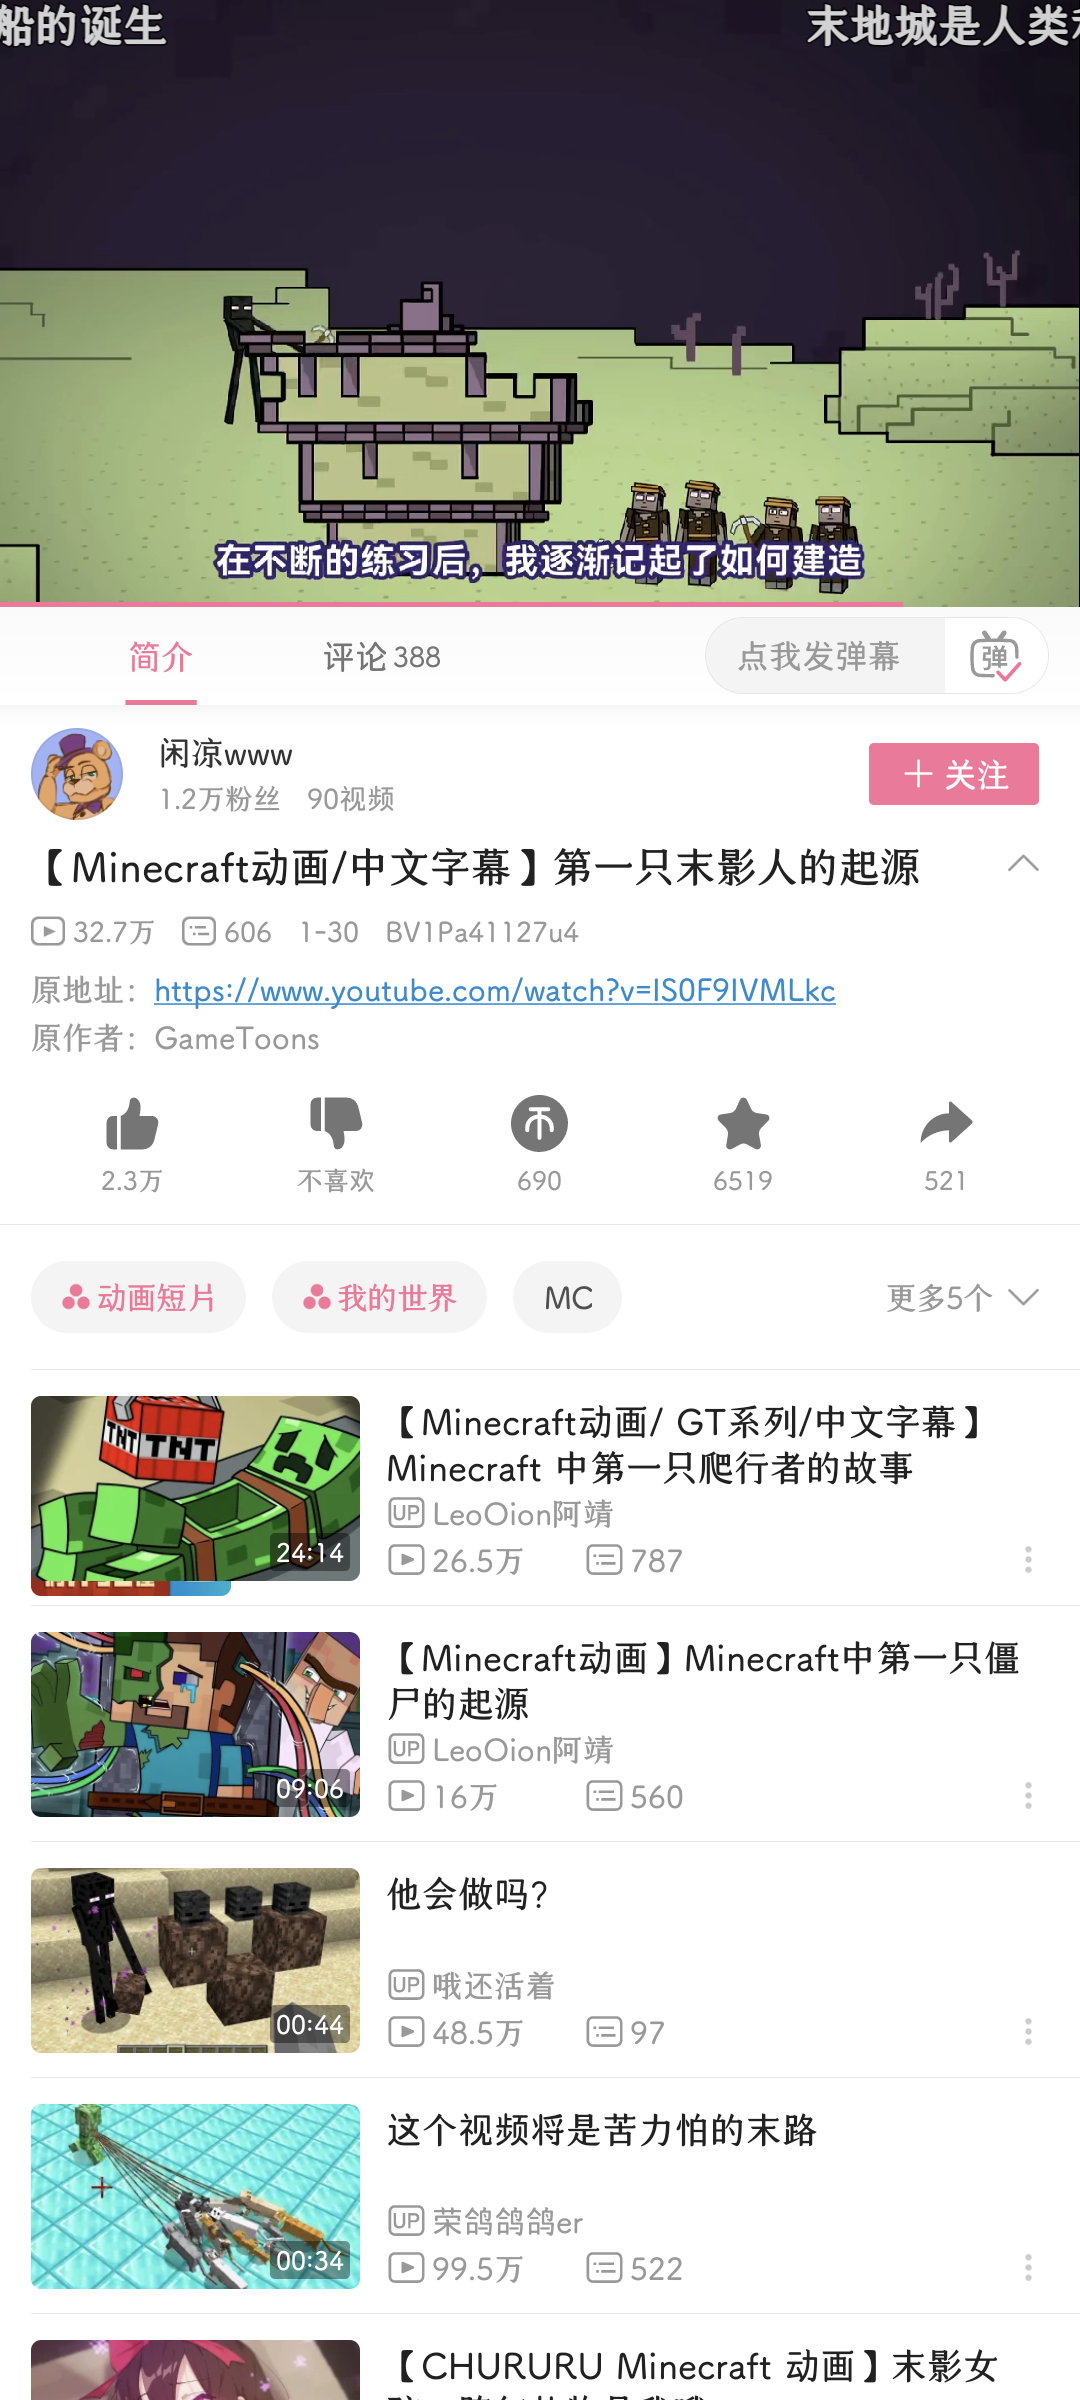 船的诞生
末地城是人类
在不断的练习后，我逐渐记起了如何建造
简介
评论 388
点我发弹幕
弹
闲凉www
1.2万粉丝 90视频
关注
【Minecraft动画/中文字幕】第一只末影人的起源
32.7万 606 1-30 BV1Pa41127u4
原地址：https://www.youtube.com/watch?v=IS0F9IVMLkc
原作者：GameToons
2.3万
不喜欢
690
6519
521
动画短片
我的世界
MC
更多5个
TNT TNT
24:14
【Minecraft动画/ GT系列/中文字幕】
Minecraft 中第一只爬行者的故事
UP LeoOion阿靖
26.5万 787
09:06
【Minecraft动画】Minecraft中第一只僵
尸的起源
UP LeoOion阿靖
16万 560
00:44
他会做吗？
UP 哦还活着
48.5万 97
00:34
这个视频将是苦力怕的末路
UP 荣鸽鸽鸽er
99.5万 522
【CHURURU Minecraft 动画】末影女